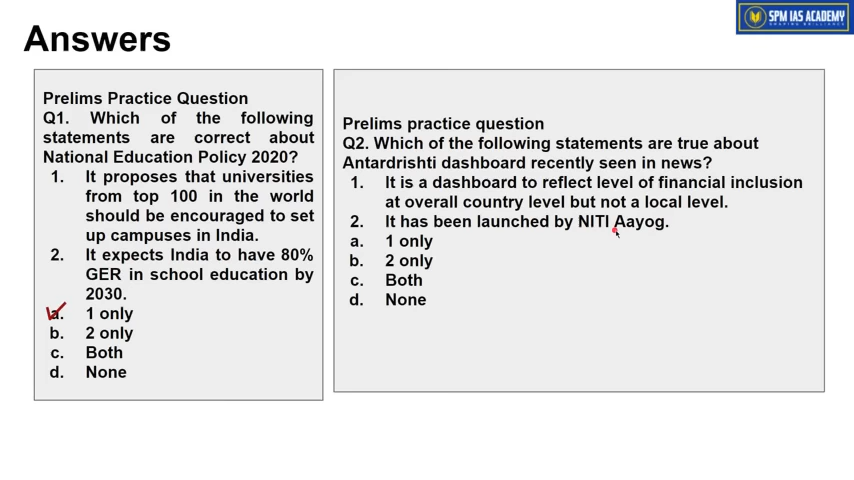 SPM IAS ACADEMY
SHAPING BRILLIANCE
Answers
Prelims Practice Question
Q1. Which of the following
statements are correct about
National Education Policy 2020?
1. It proposes that universities
from top 100 in the world
should be encouraged to set
up campuses in India.
2. It expects India to have 80%
GER in school education by
2030.
a. 1 only
b. 2 only
c. Both
d. None
Prelims practice question
Q2. Which of the following statements are true about
Antardrishti dashboard recently seen in news?
1. It is a dashboard to reflect level of financial inclusion
at overall country level but not a local level.
2. It has been launched by NITI Aayog.
a. 1 only
b. 2 only
c. Both
d. None